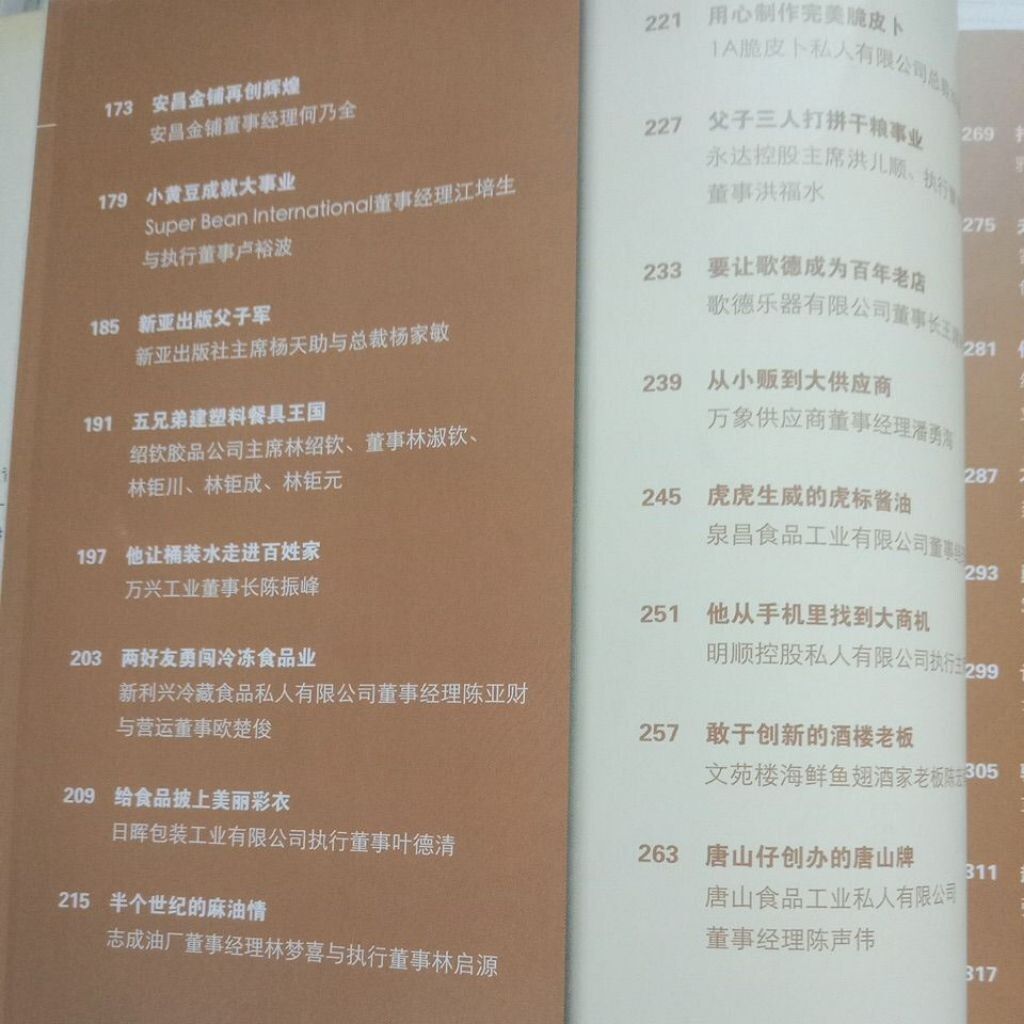 173 安昌金铺再创辉煌
安昌金铺董事经理何乃全
179 小黄豆成就大事业
Super Bean International董事经理江培生
与执行董事卢裕波
185 新亚出版父子军
新亚出版社主席杨天助与总裁杨家敏
191 五兄弟建塑料餐具王国
绍钦胶品公司主席林绍钦、董事林淑钦、
林钜川、林钜成、林钜元
197 他让桶装水走进百姓家
万兴工业董事长陈振峰
203 两好友勇闯冷冻食品业
新利兴冷藏食品私人有限公司董事经理陈亚财
与营运董事欧楚俊
209 给食品披上美丽彩衣
日晖包装工业有限公司执行董事叶德清
215 半个世纪的麻油情
志成油厂董事经理林梦喜与执行董事林启源
221 用心制作完美脆皮卜
1A脆皮卜私人有限公司总
227 父子三人打拼干粮事业
永达控股主席洪儿顺、执行
董事洪福水
233 要让歌德成为百年老店
歌德乐器有限公司董事长王
239 从小贩到大供应商
万象供应商董事经理潘勇
245 虎虎生威的虎标酱油
泉昌食品工业有限公司董事
251 他从手机里找到大商机
明顺控股私人有限公司执行
257 敢于创新的酒楼老板
文苑楼海鲜鱼翅酒家老板陈
263 唐山仔创办的唐山牌
唐山食品工业私人有限公司
董事经理陈声伟
269
275
281
287
293
299
305
311
317